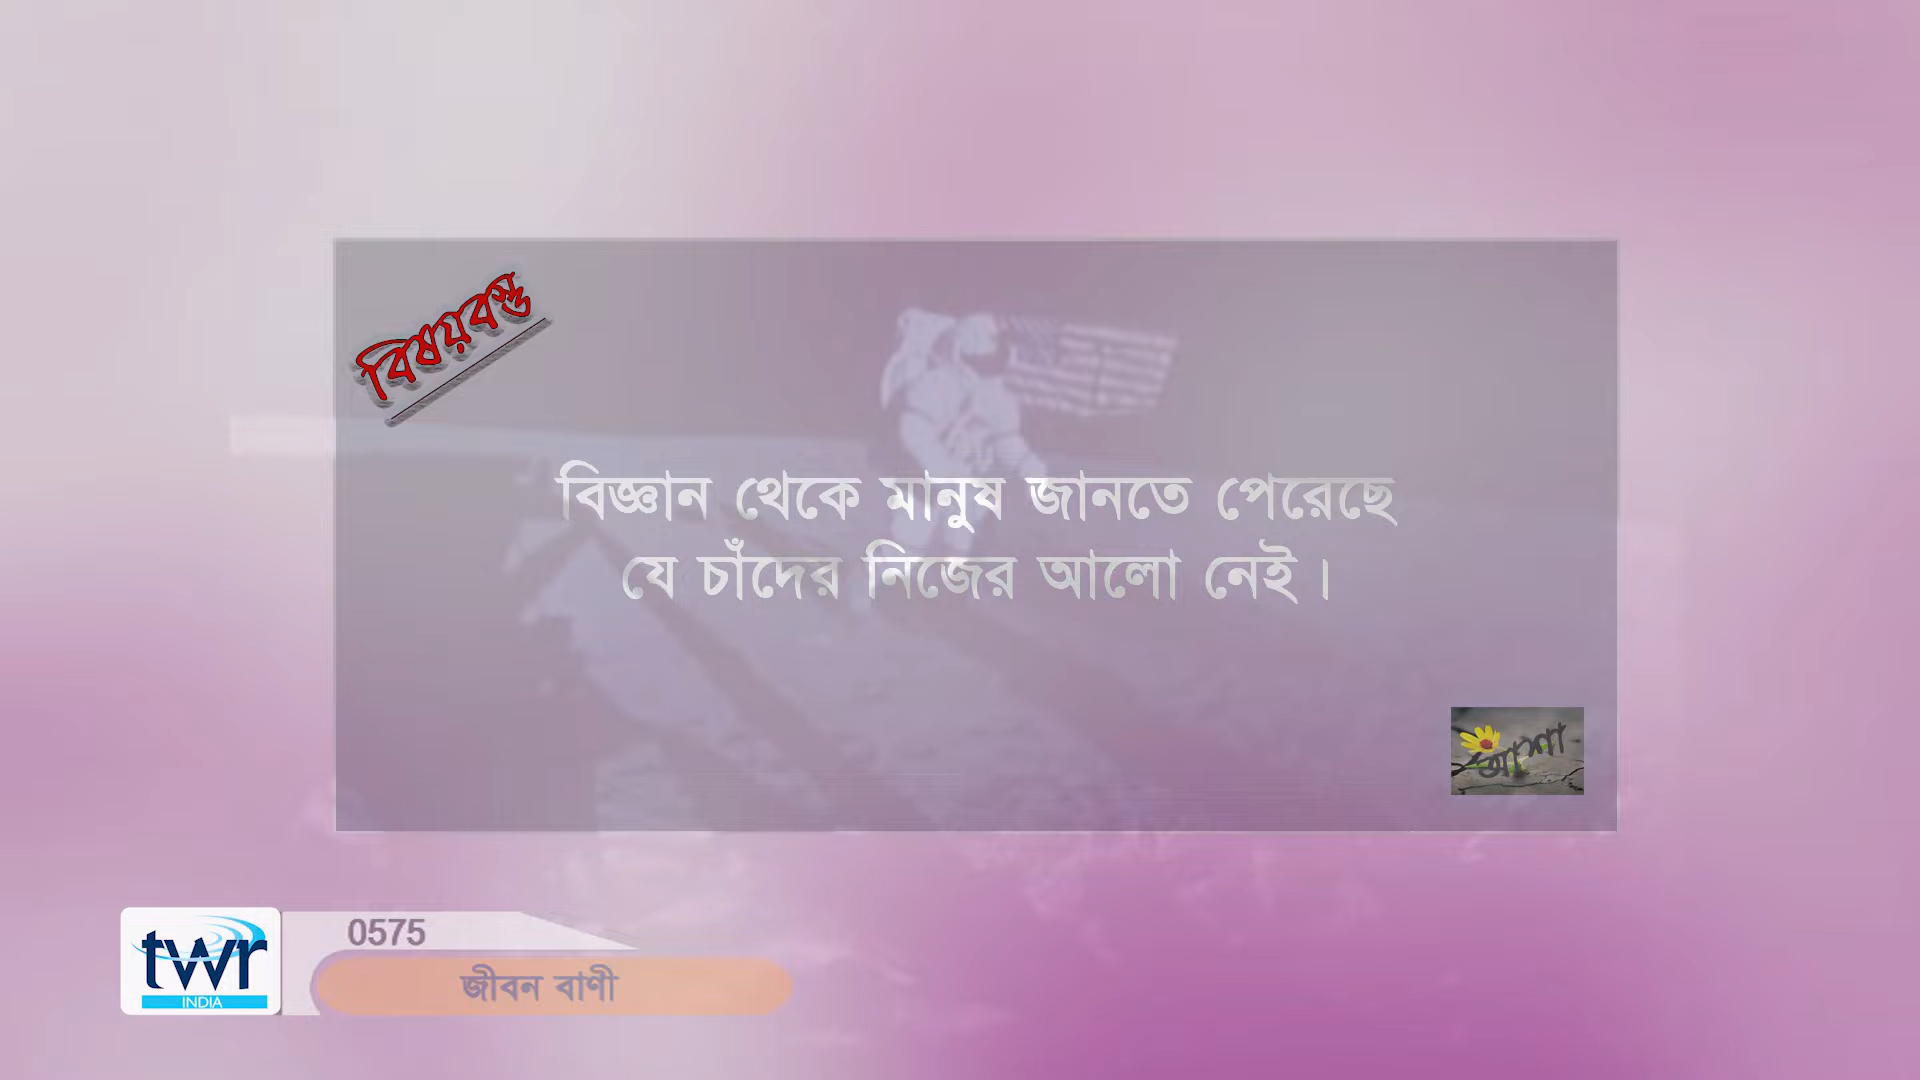 বিষয়বস্তু
বিজ্ঞান থেকে মানুষ জানতে পেরেছে
যে চাঁদের নিজের আলো নেই।
আশা
0575
twr
INDIA
জীবন বাণী